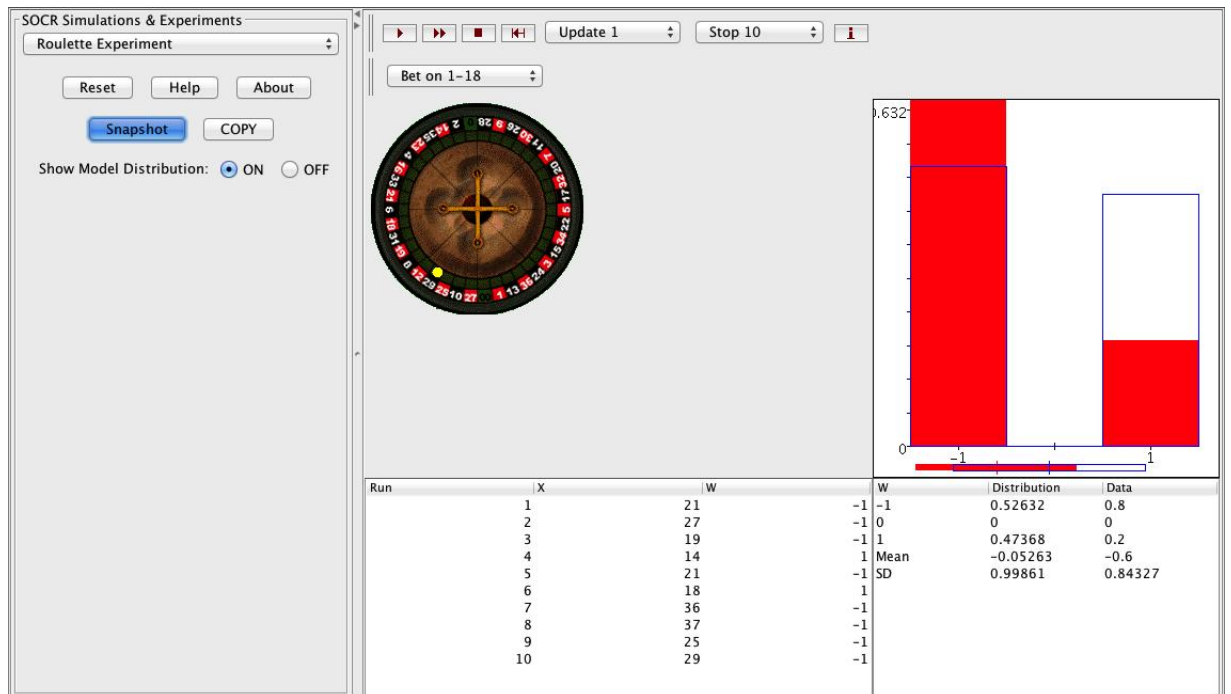 SOCR Simulations & Experiments
Roulette Experiment
Reset Help About
Snapshot COPY
Show Model Distribution: ON OFF
Update 1 Stop 10 i
Bet on 1-18
0.632
0
-1 1
Run X W
1 21 -1
2 27 -1
3 19 -1
4 14 1
5 21 -1
6 18 1
7 36 -1
8 37 -1
9 25 -1
10 29 -1
W Distribution Data
-1 0.52632 0.8
0 0 0
1 0.47368 0.2
Mean -0.05263 -0.6
SD 0.99861 0.84327